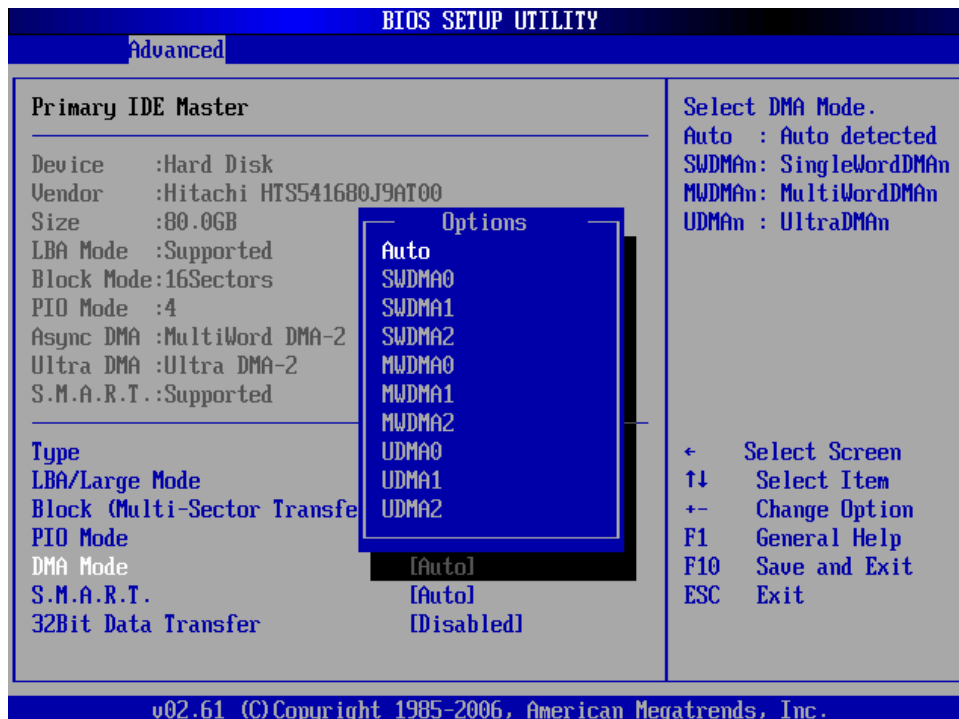 BIOS SETUP UTILITY
Advanced
Primary IDE Master
Device :Hard Disk
Vendor :Hitachi HTS541680J9AT00
Size :80.0GB
LBA Mode :Supported
Block Mode:16Sectors
PIO Mode :4
Async DMA :MultiWord DMA-2
Ultra DMA :Ultra DMA-2
S.M.A.R.T.:Supported
Type
LBA/Large Mode
Block (Multi-Sector Transfe
PIO Mode
DMA Mode [Auto]
S.M.A.R.T. [Auto]
32Bit Data Transfer [Disabled]
Options
Auto
SWDMA0
SWDMA1
SWDMA2
MWDMA0
MWDMA1
MWDMA2
UDMA0
UDMA1
UDMA2
Select DMA Mode.
Auto : Auto detected
SWDMAn: SingleWordDMAn
MWDMAn: MultiWordDMAn
UDMAn : UltraDMAn
← Select Screen
↑↓ Select Item
+- Change Option
F1 General Help
F10 Save and Exit
ESC Exit
v02.61 (C)Copyright 1985-2006, American Megatrends, Inc.